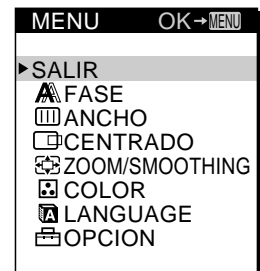 MENU OK→MENU
SALIR
FASE
ANCHO
CENTRADO
ZOOM/SMOOTHING
COLOR
LANGUAGE
OPCION